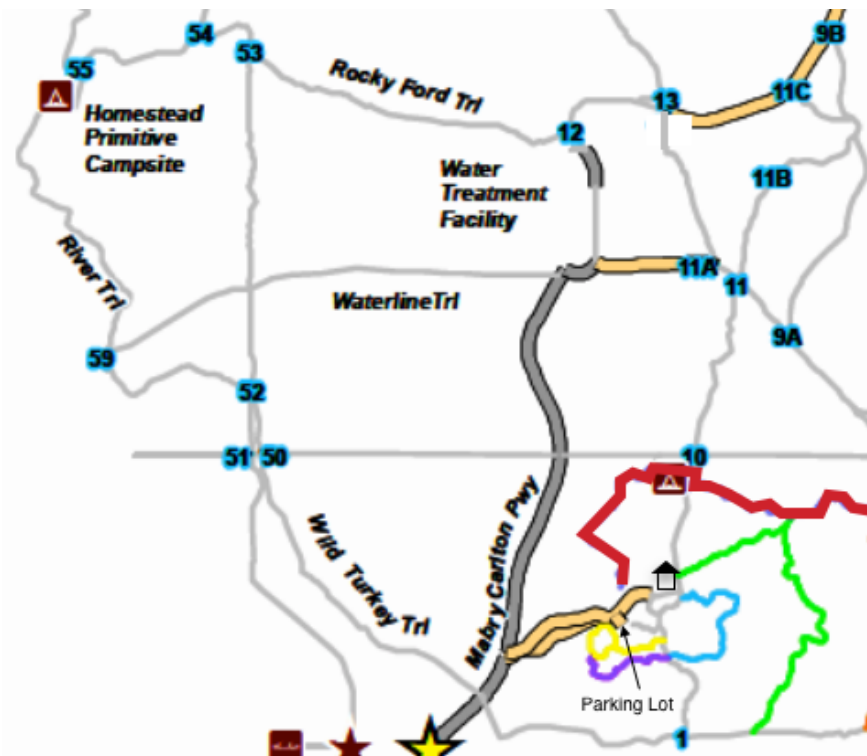 54
9B
53
55
Rocky Ford Trl
13
11C
Homestead
Primitive
Campsite
12
Water
Treatment
Facility
11B
River Trl
11A
11
WaterlineTrl
9A
59
52
51
50
10
Mabry Carlton Pwy
Wild Turkey Trl
Parking Lot
1